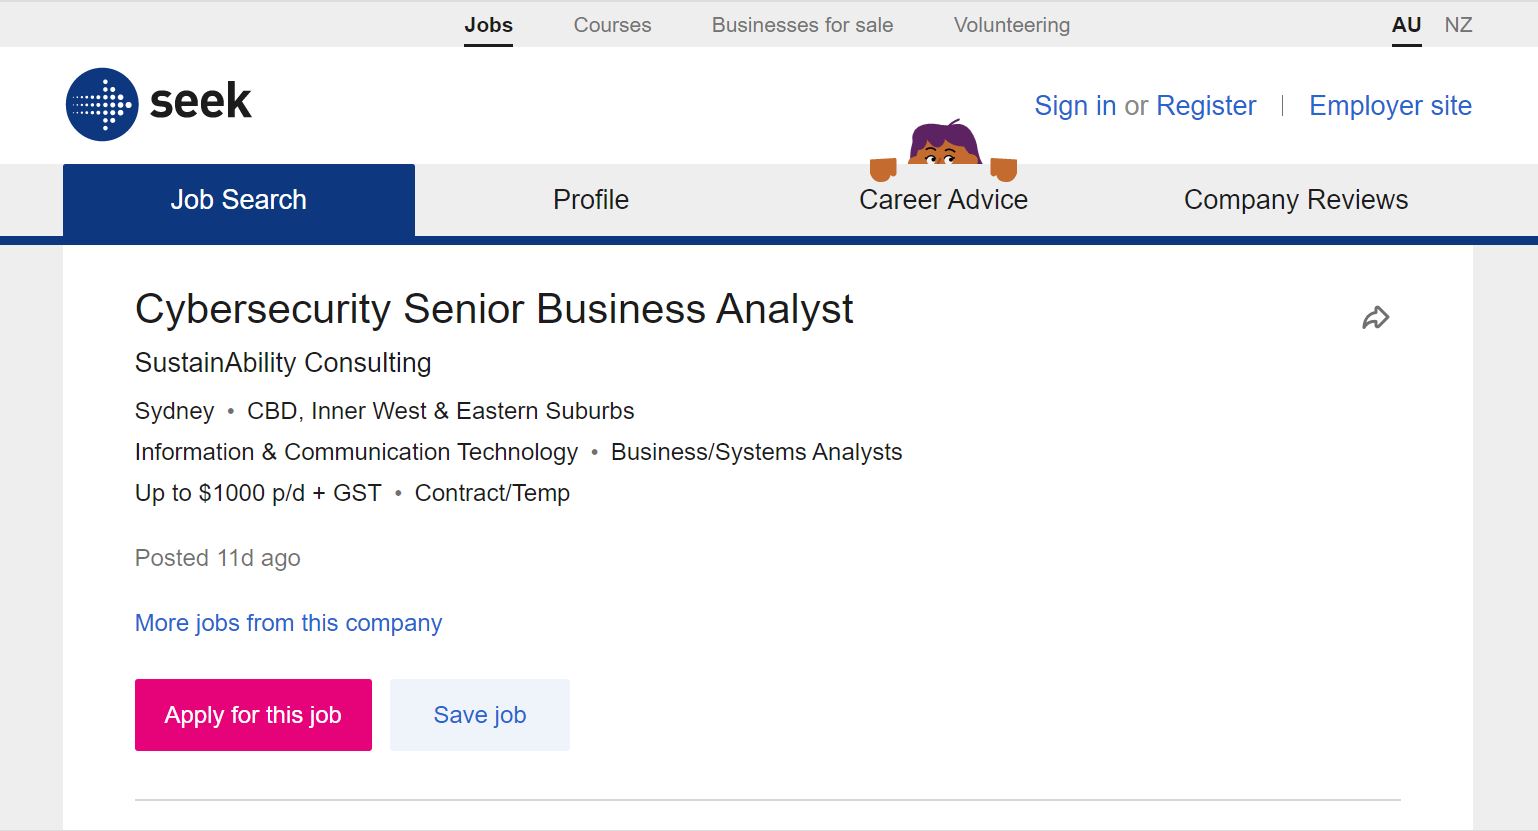 Jobs Courses Businesses for sale Volunteering AU NZ
seek
Sign in or Register | Employer site
Job Search Profile Career Advice Company Reviews
Cybersecurity Senior Business Analyst
SustainAbility Consulting
Sydney • CBD, Inner West & Eastern Suburbs
Information & Communication Technology • Business/Systems Analysts
Up to $1000 p/d + GST • Contract/Temp
Posted 11d ago
More jobs from this company
Apply for this job Save job